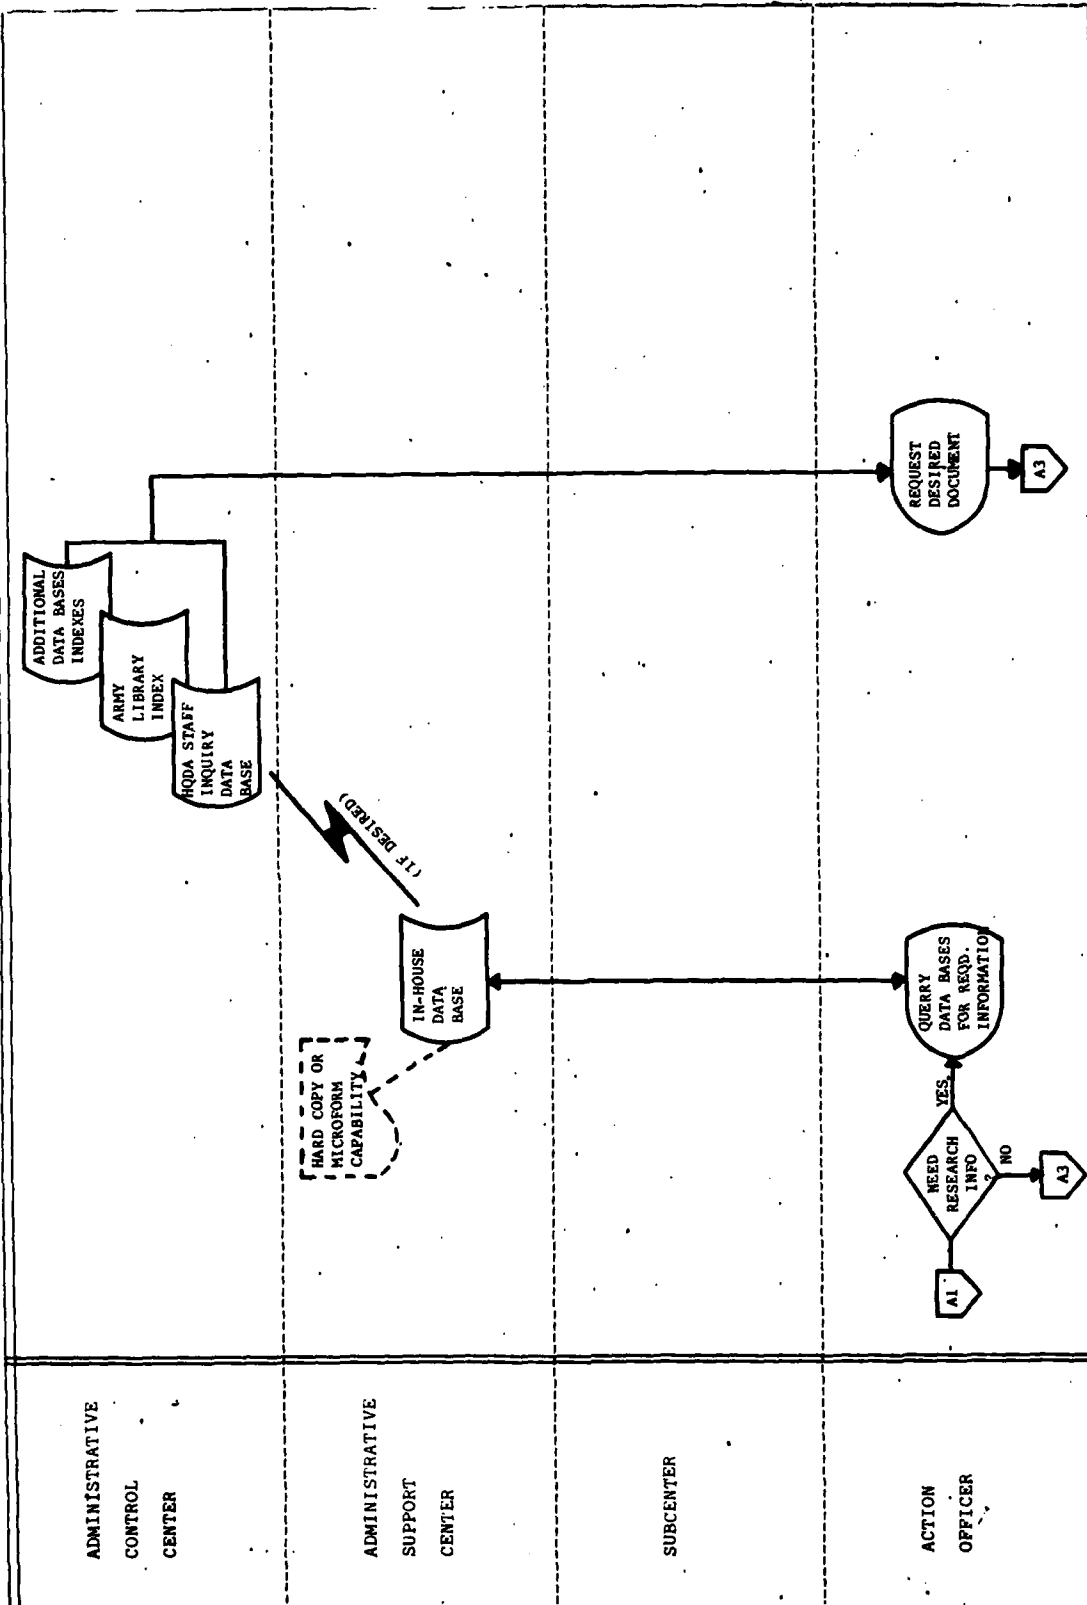 ADMINISTRATIVE
CONTROL
CENTER
ADDITIONAL
DATA BASES
INDEXES
ARMY
LIBRARY
INDEX
HQDA STAFF
INQUIRY
DATA
BASE
ADMINISTRATIVE
SUPPORT
CENTER
HARD COPY OR
MICROFORM
CAPABILITY
IN-HOUSE
DATA
BASE
(IF DESIRED)
SUBCENTER
ACTION
OFFICER
A1
NEED
RESEARCH
INFO
?
YES
NO
A3
QUERRY
DATA BASES
FOR REQD.
INFORMATION
REQUEST
DESIRED
DOCUMENT
A3